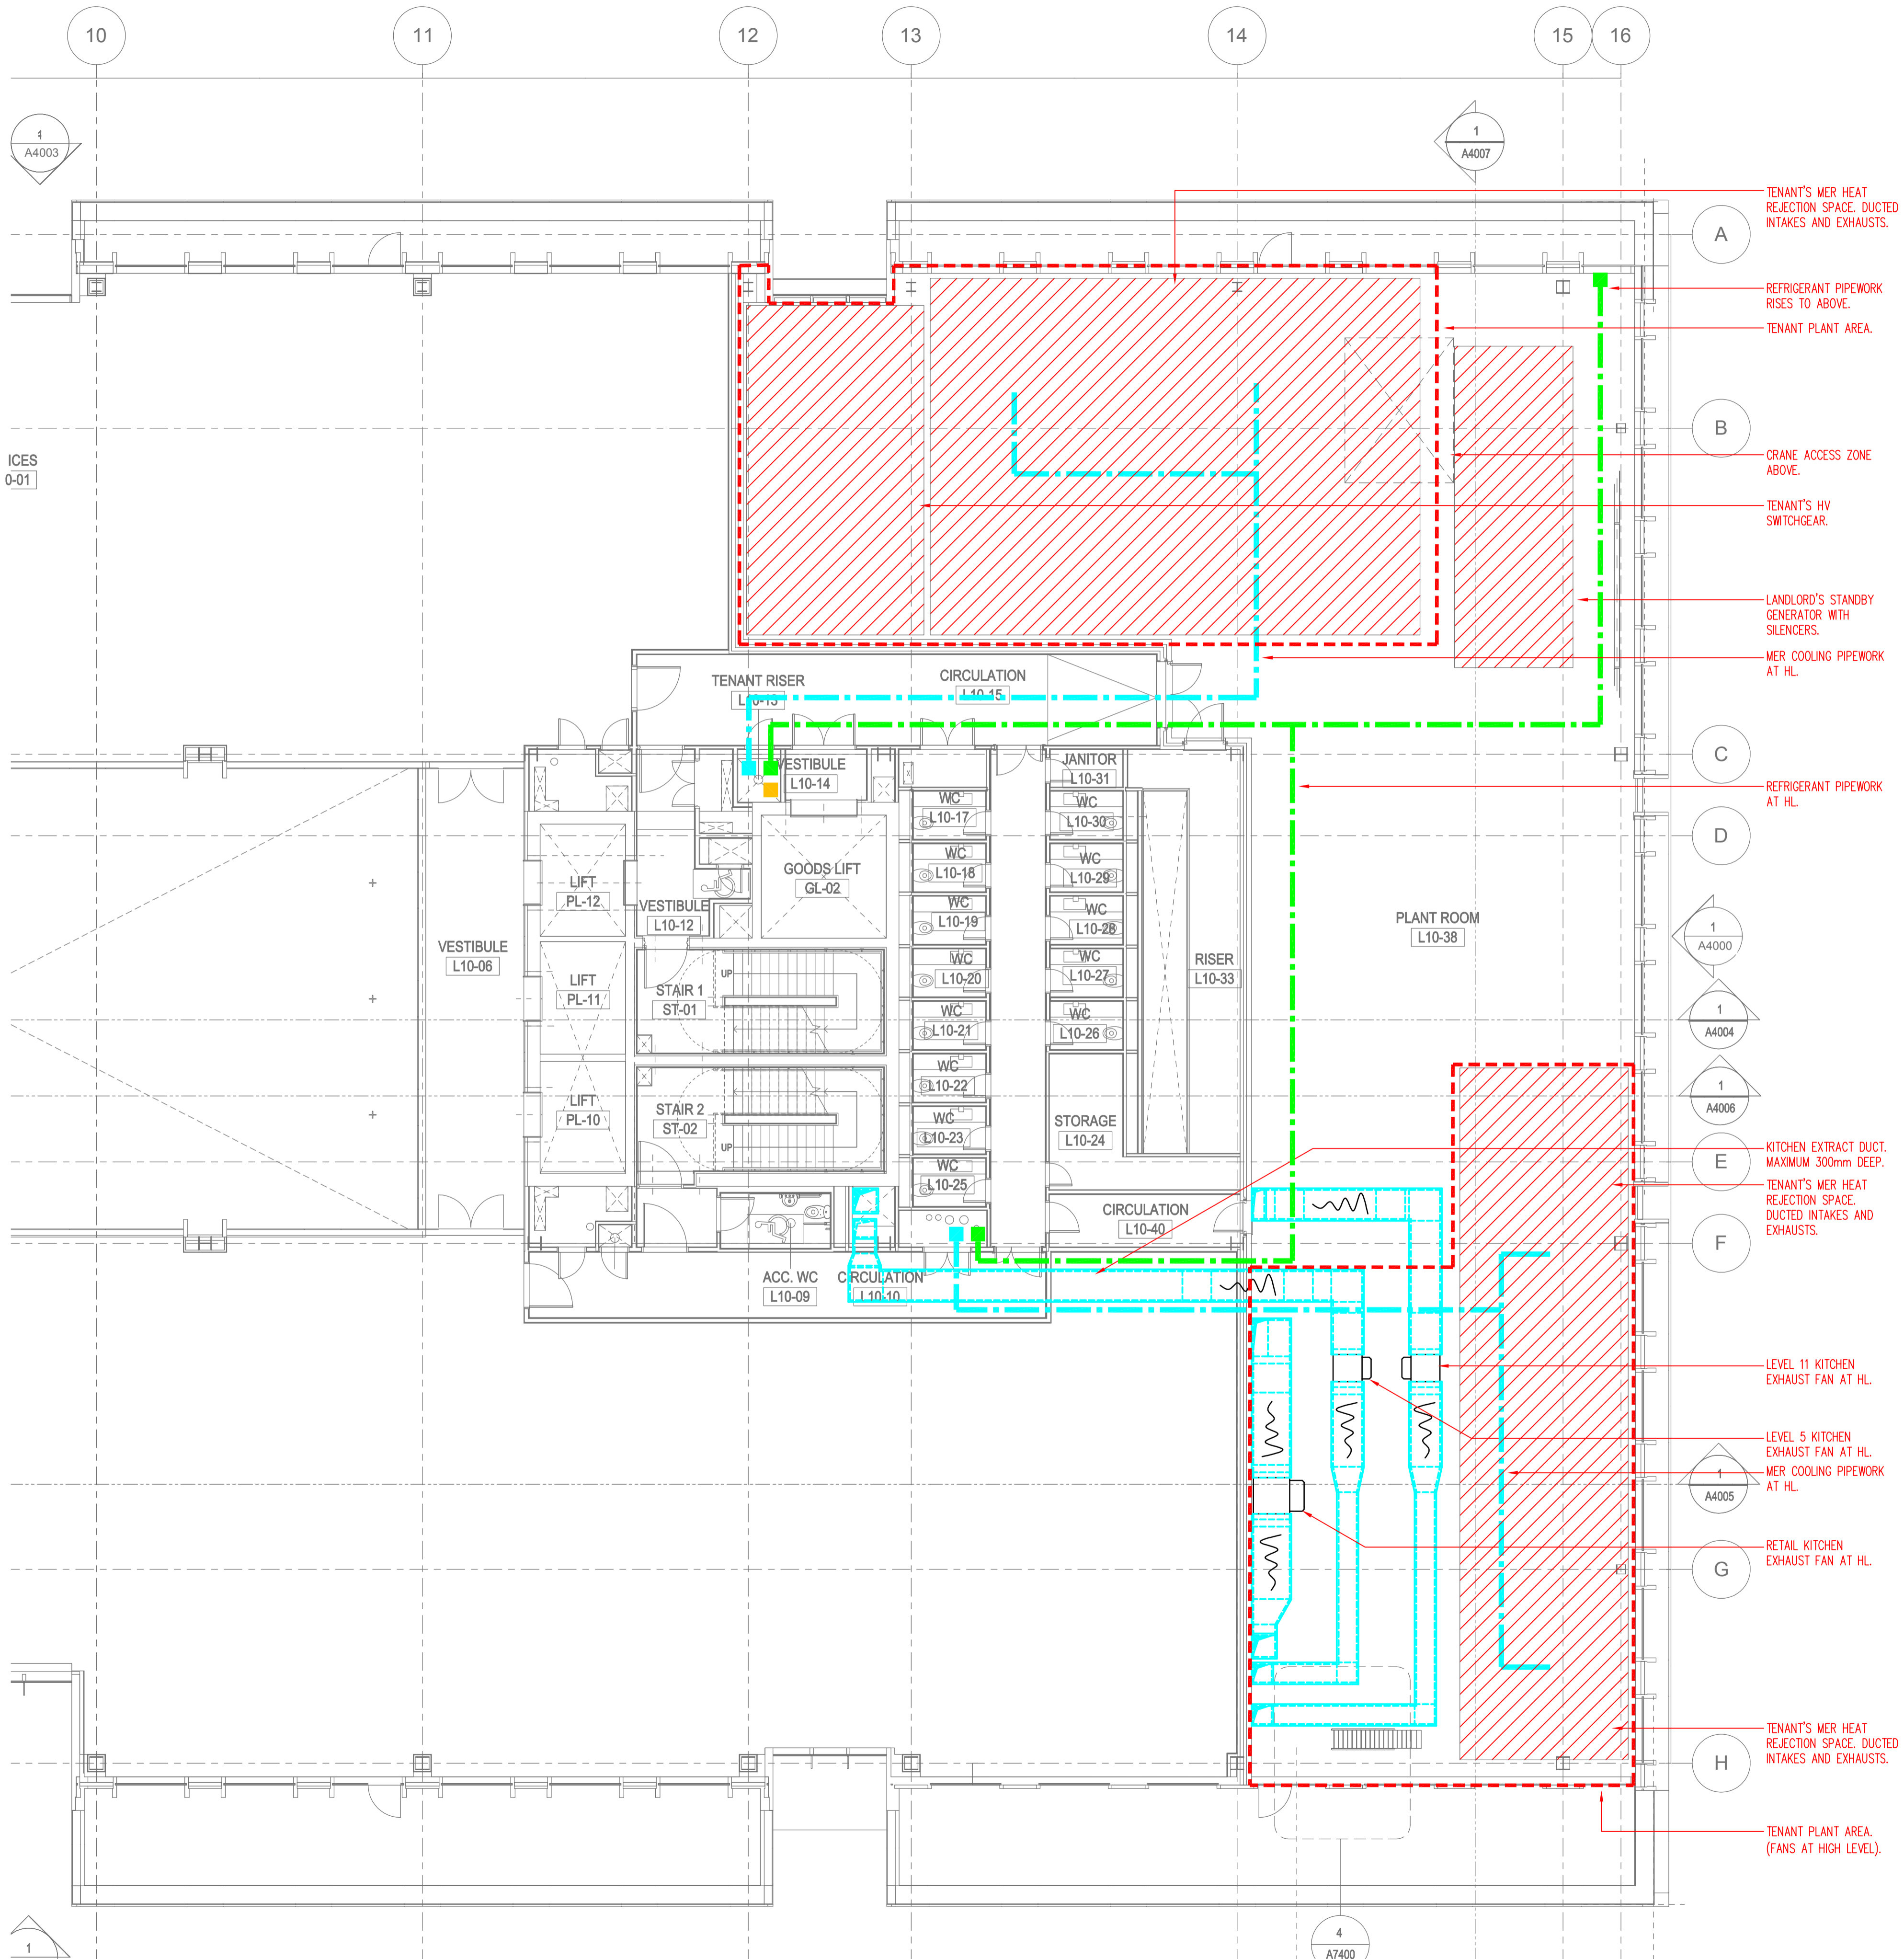 10
11
12
13
14
15
16
1
A4003
1
A4007
TENANT'S MER HEAT
REJECTION SPACE. DUCTED
INTAKES AND EXHAUSTS.
A
REFRIGERANT PIPEWORK
RISES TO ABOVE.
TENANT PLANT AREA.
B
ICES
0-01
CRANE ACCESS ZONE
ABOVE.
TENANT'S HV
SWITCHGEAR.
LANDLORD'S STANDBY
GENERATOR WITH
SILENCERS.
MER COOLING PIPEWORK
AT HL.
TENANT RISER
L10-13
CIRCULATION
L10-15
C
VESTIBULE
L10-14
JANITOR
L10-31
REFRIGERANT PIPEWORK
AT HL.
WC
L10-17
WC
L10-30
D
WC
L10-18
WC
L10-29
GOODS LIFT
GL-02
LIFT
PL-12
VESTIBULE
L10-12
WC
L10-19
WC
L10-28
PLANT ROOM
L10-38
1
A4000
VESTIBULE
L10-06
LIFT
PL-11
UP
STAIR 1
ST-01
WC
L10-20
WC
L10-27
RISER
L10-33
WC
L10-21
WC
L10-26
1
A4004
LIFT
PL-10
STAIR 2
ST-02
UP
WC
L10-22
WC
L10-23
STORAGE
L10-24
1
A4006
WC
L10-25
E
KITCHEN EXTRACT DUCT.
MAXIMUM 300mm DEEP.
TENANT'S MER HEAT
REJECTION SPACE.
DUCTED INTAKES AND
EXHAUSTS.
CIRCULATION
L10-40
F
ACC. WC
L10-09
CIRCULATION
L10-10
LEVEL 11 KITCHEN
EXHAUST FAN AT HL.
LEVEL 5 KITCHEN
EXHAUST FAN AT HL.
MER COOLING PIPEWORK
AT HL.
1
A4005
RETAIL KITCHEN
EXHAUST FAN AT HL.
G
TENANT'S MER HEAT
REJECTION SPACE. DUCTED
INTAKES AND EXHAUSTS.
H
TENANT PLANT AREA.
(FANS AT HIGH LEVEL).
1
4
A7400